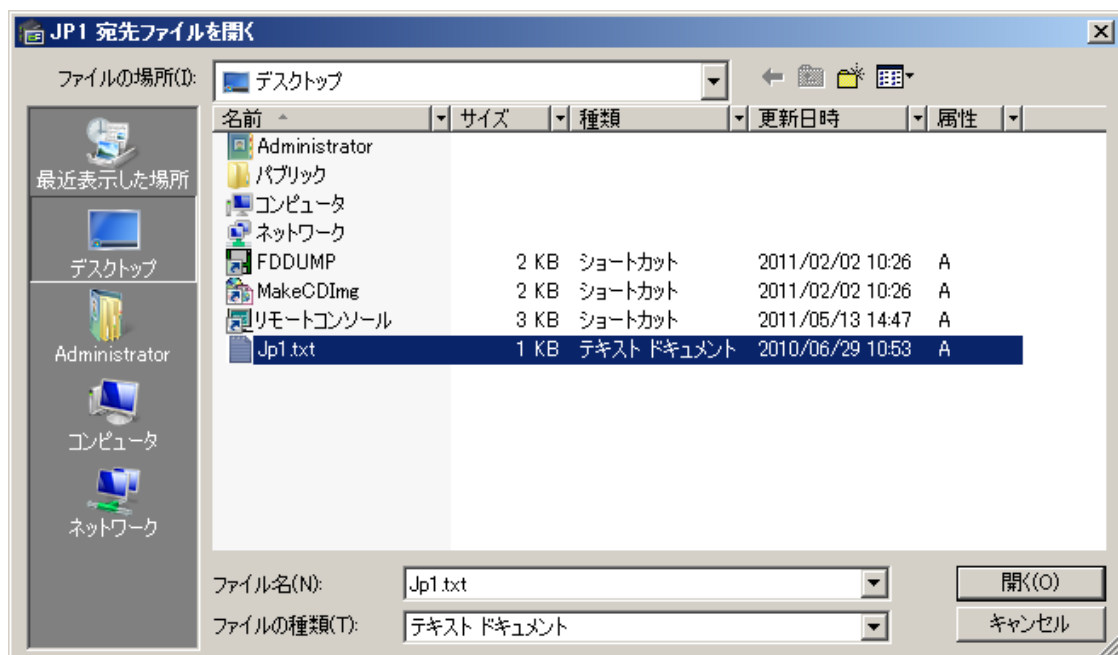 JP1 宛先ファイルを開く
ファイルの場所(I): デスクトップ
名前 サイズ 種類 更新日時 属性
Administrator
パブリック
コンピュータ
ネットワーク
FDDUMP 2 KB ショートカット 2011/02/02 10:26 A
MakeCDImg 2 KB ショートカット 2011/02/02 10:26 A
リモートコンソール 3 KB ショートカット 2011/05/13 14:47 A
Jp1.txt 1 KB テキスト ドキュメント 2010/06/29 10:53 A
最近表示した場所
デスクトップ
Administrator
コンピュータ
ネットワーク
ファイル名(N): Jp1.txt 開く(O)
ファイルの種類(T): テキスト ドキュメント キャンセル